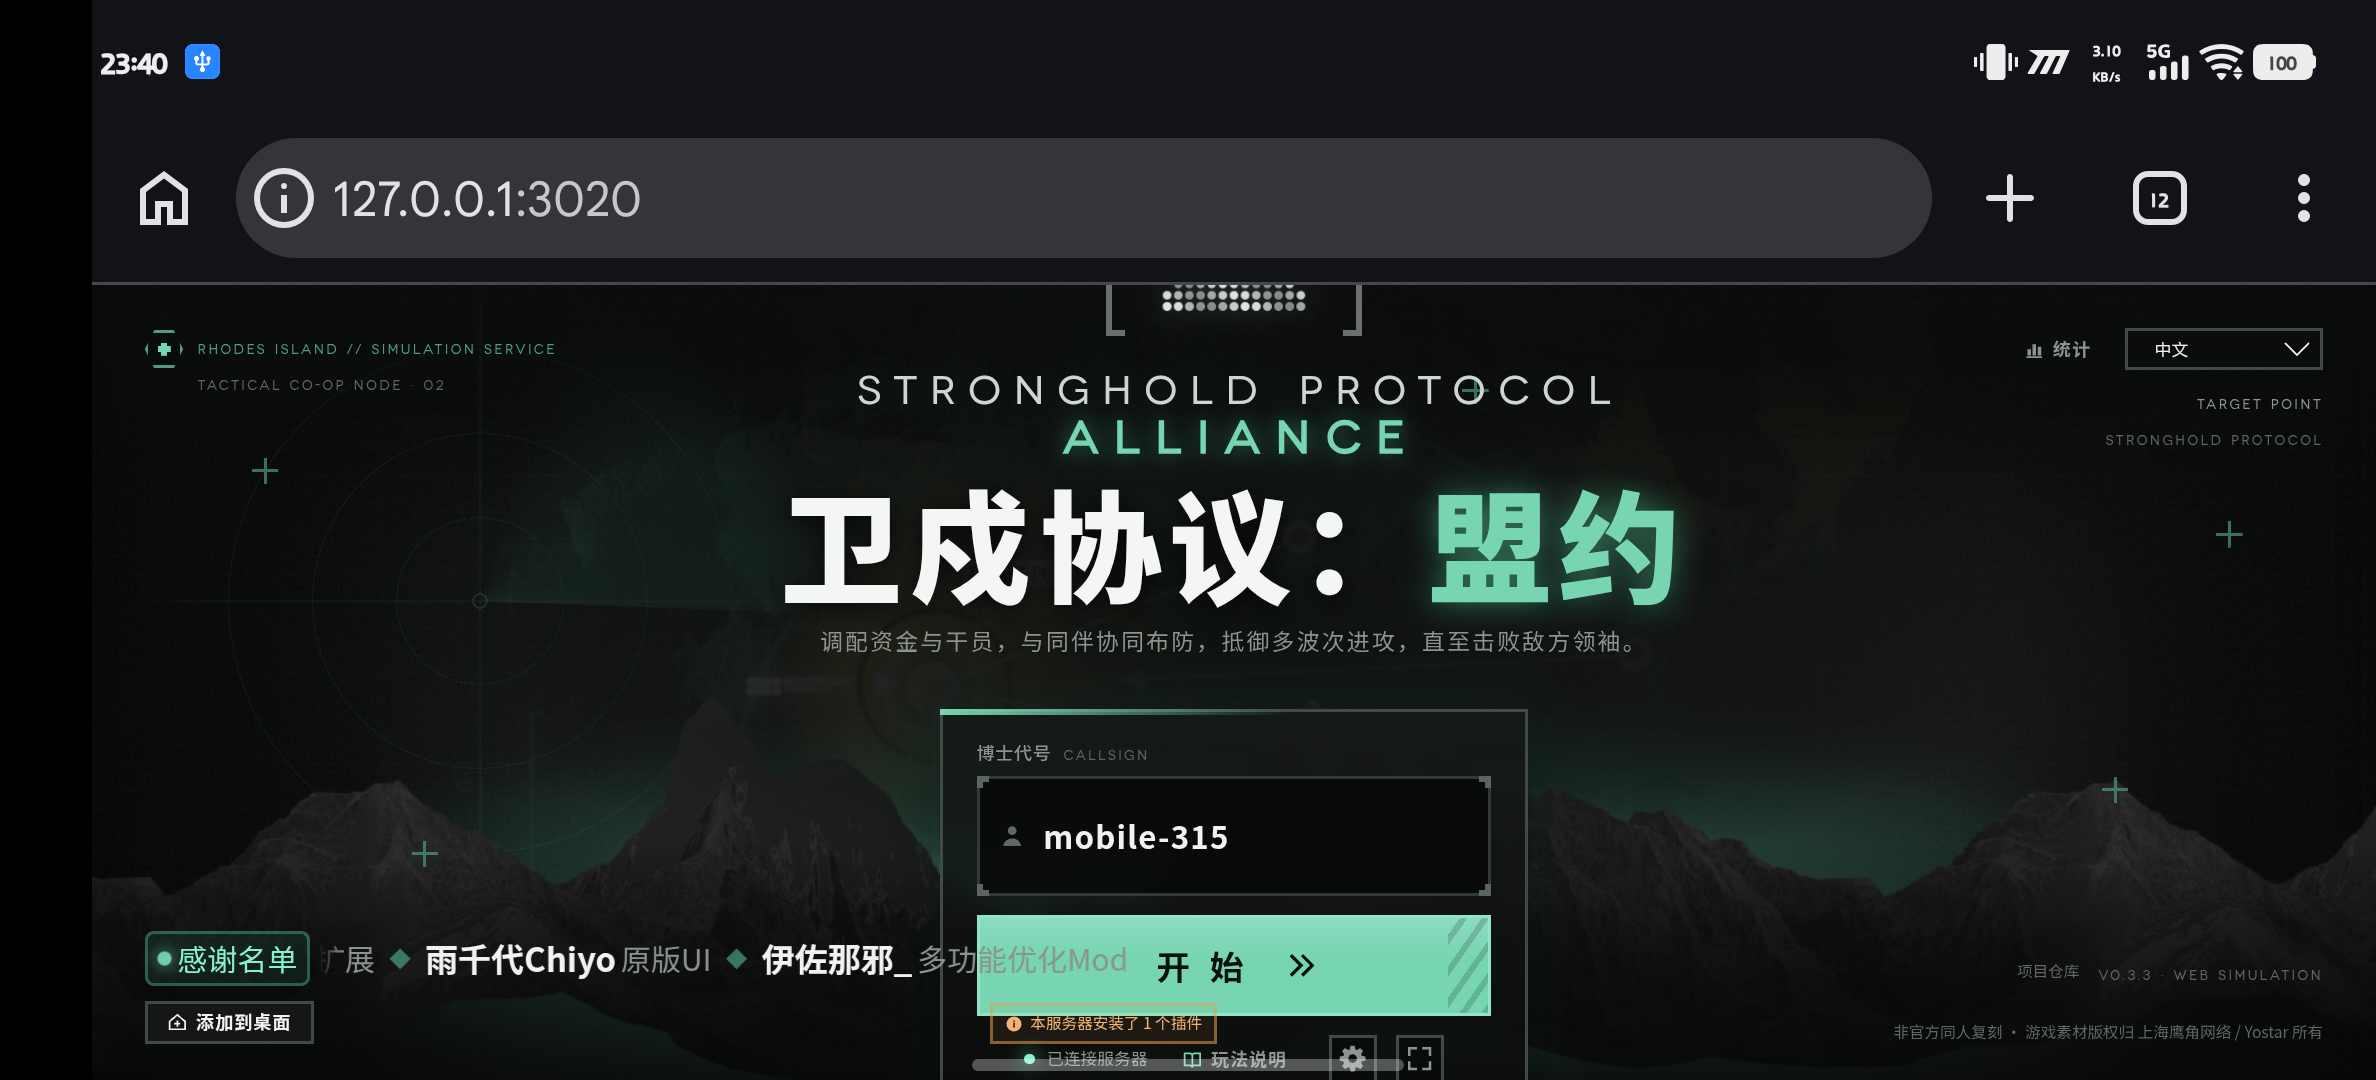 23:40
3.10 KB/s
5G
100
127.0.0.1:3020
12
RHODES ISLAND // SIMULATION SERVICE
TACTICAL CO-OP NODE · 02
统计
中文
TARGET POINT
STRONGHOLD PROTOCOL
STRONGHOLD PROTOCOL
ALLIANCE
卫戍协议：盟约
调配资金与干员，与同伴协同布防，抵御多波次进攻，直至击败敌方领袖。
博士代号 CALLSIGN
mobile-315
开始
感谢名单
扩展 ◆ 雨千代Chiyo 原版UI ◆ 伊佐那邪_ 多功能优化Mod
添加到桌面
本服务器安装了 1 个插件
已连接服务器
玩法说明
项目仓库
V0.3.3 · WEB SIMULATION
非官方同人复刻 · 游戏素材版权归 上海鹰角网络 / Yostar 所有